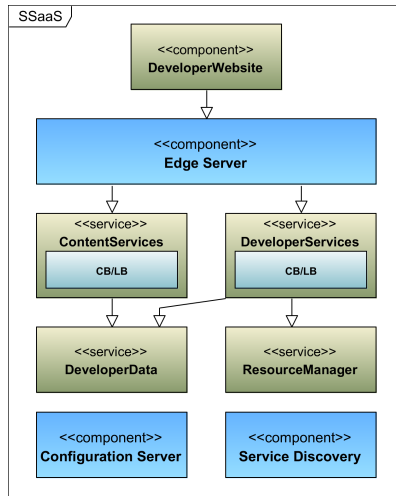 SSaaS
<<component>>
DeveloperWebsite
<<component>>
Edge Server
<<service>>
ContentServices
CB/LB
<<service>>
DeveloperServices
CB/LB
<<service>>
DeveloperData
<<service>>
ResourceManager
<<component>>
Configuration Server
<<component>>
Service Discovery